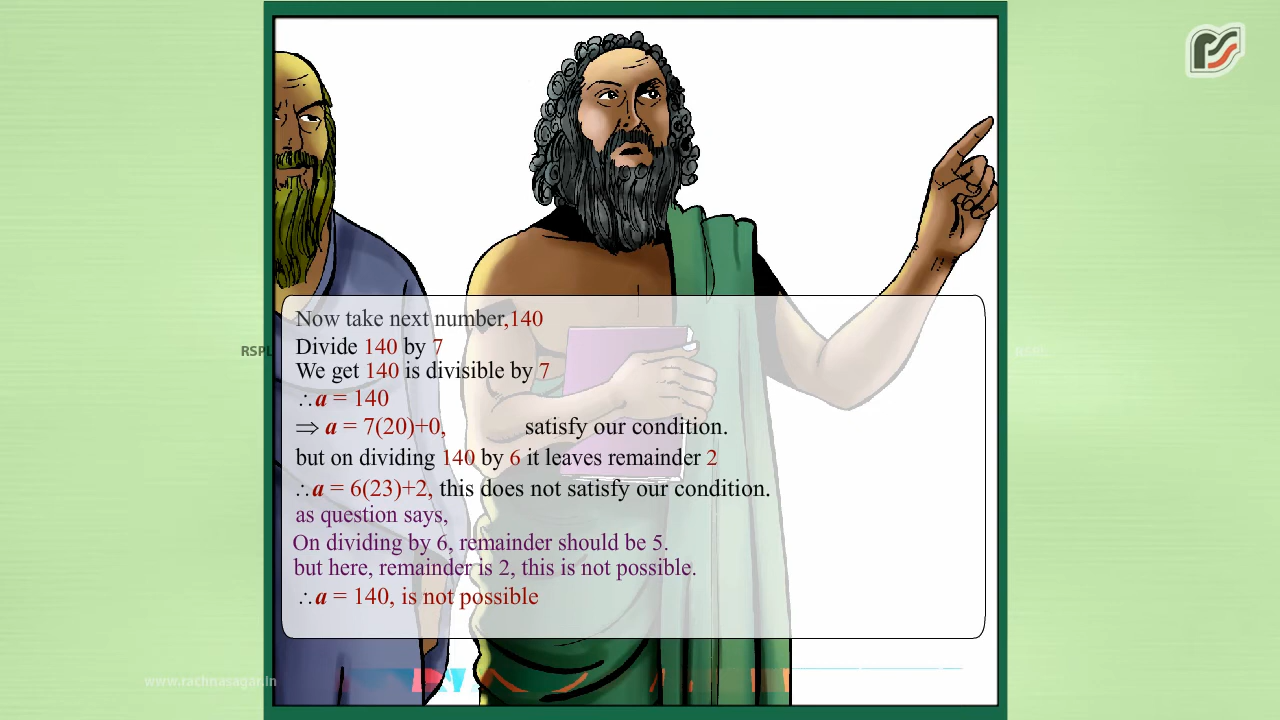 Now take next number,140
Divide 140 by 7
We get 140 is divisible by 7
∴a = 140
⇒ a = 7(20)+0, satisfy our condition.
RSPL
but on dividing 140 by 6 it leaves remainder 2
∴a = 6(23)+2, this does not satisfy our condition.
as question says,
On dividing by 6, remainder should be 5.
but here, remainder is 2, this is not possible.
∴a = 140, is not possible
www.rachnasagar.in